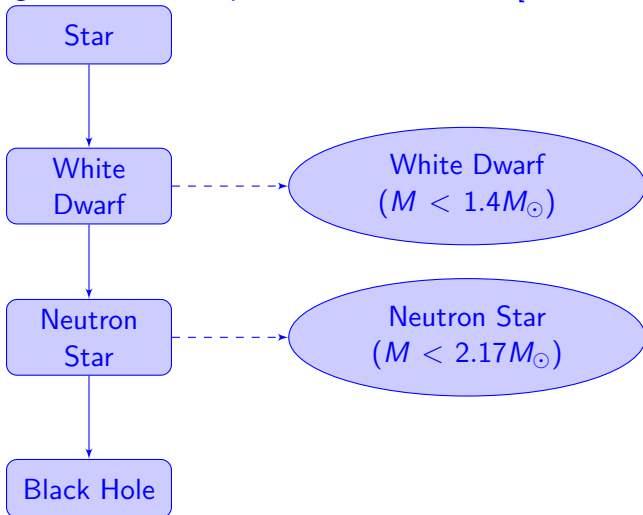 Star
White
Dwarf
White Dwarf
(M < 1.4M☉)
Neutron
Star
Neutron Star
(M < 2.17M☉)
Black Hole